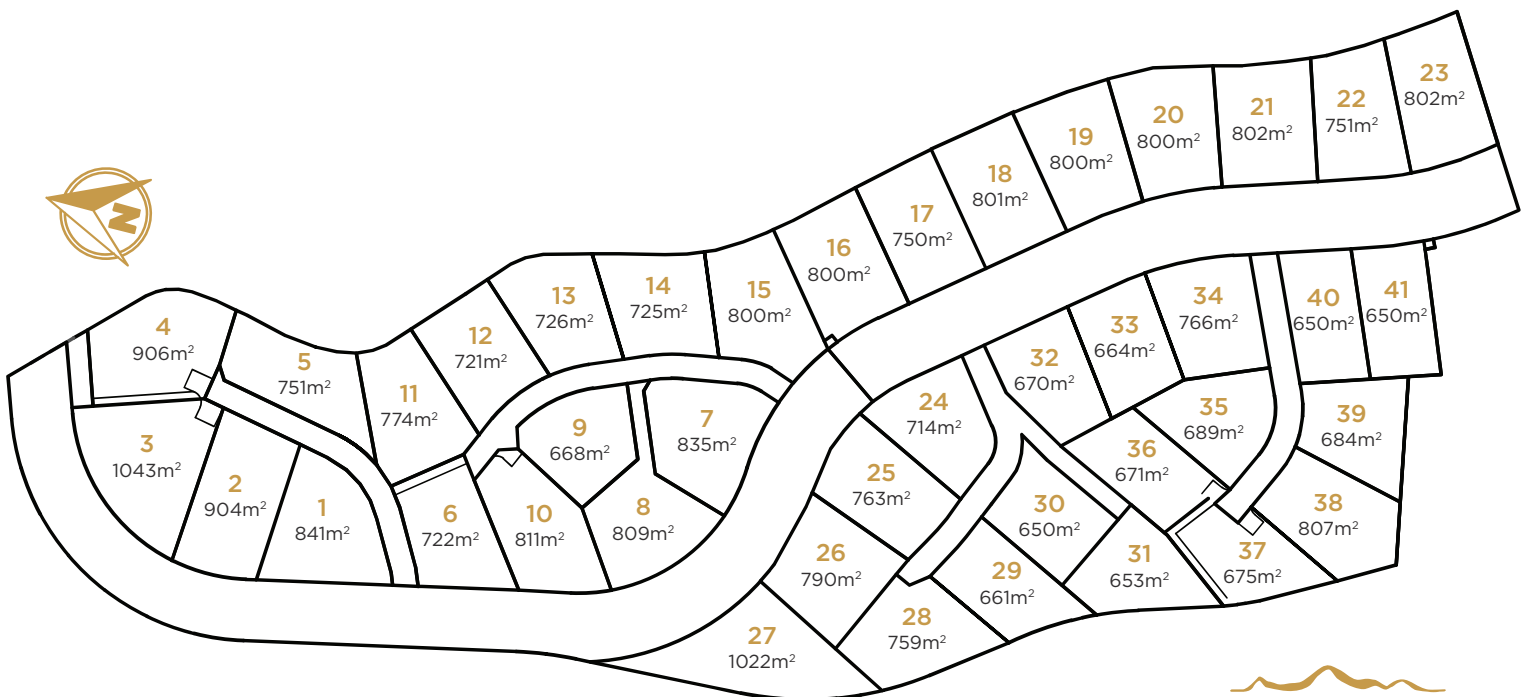 N
1
841m²
2
904m²
3
1043m²
4
906m²
5
751m²
6
722m²
7
835m²
8
809m²
9
668m²
10
811m²
11
774m²
12
721m²
13
726m²
14
725m²
15
800m²
16
800m²
17
750m²
18
801m²
19
800m²
20
800m²
21
802m²
22
751m²
23
802m²
24
714m²
25
763m²
26
790m²
27
1022m²
28
759m²
29
661m²
30
650m²
31
653m²
32
670m²
33
664m²
34
766m²
35
689m²
36
671m²
37
675m²
38
807m²
39
684m²
40
650m²
41
650m²